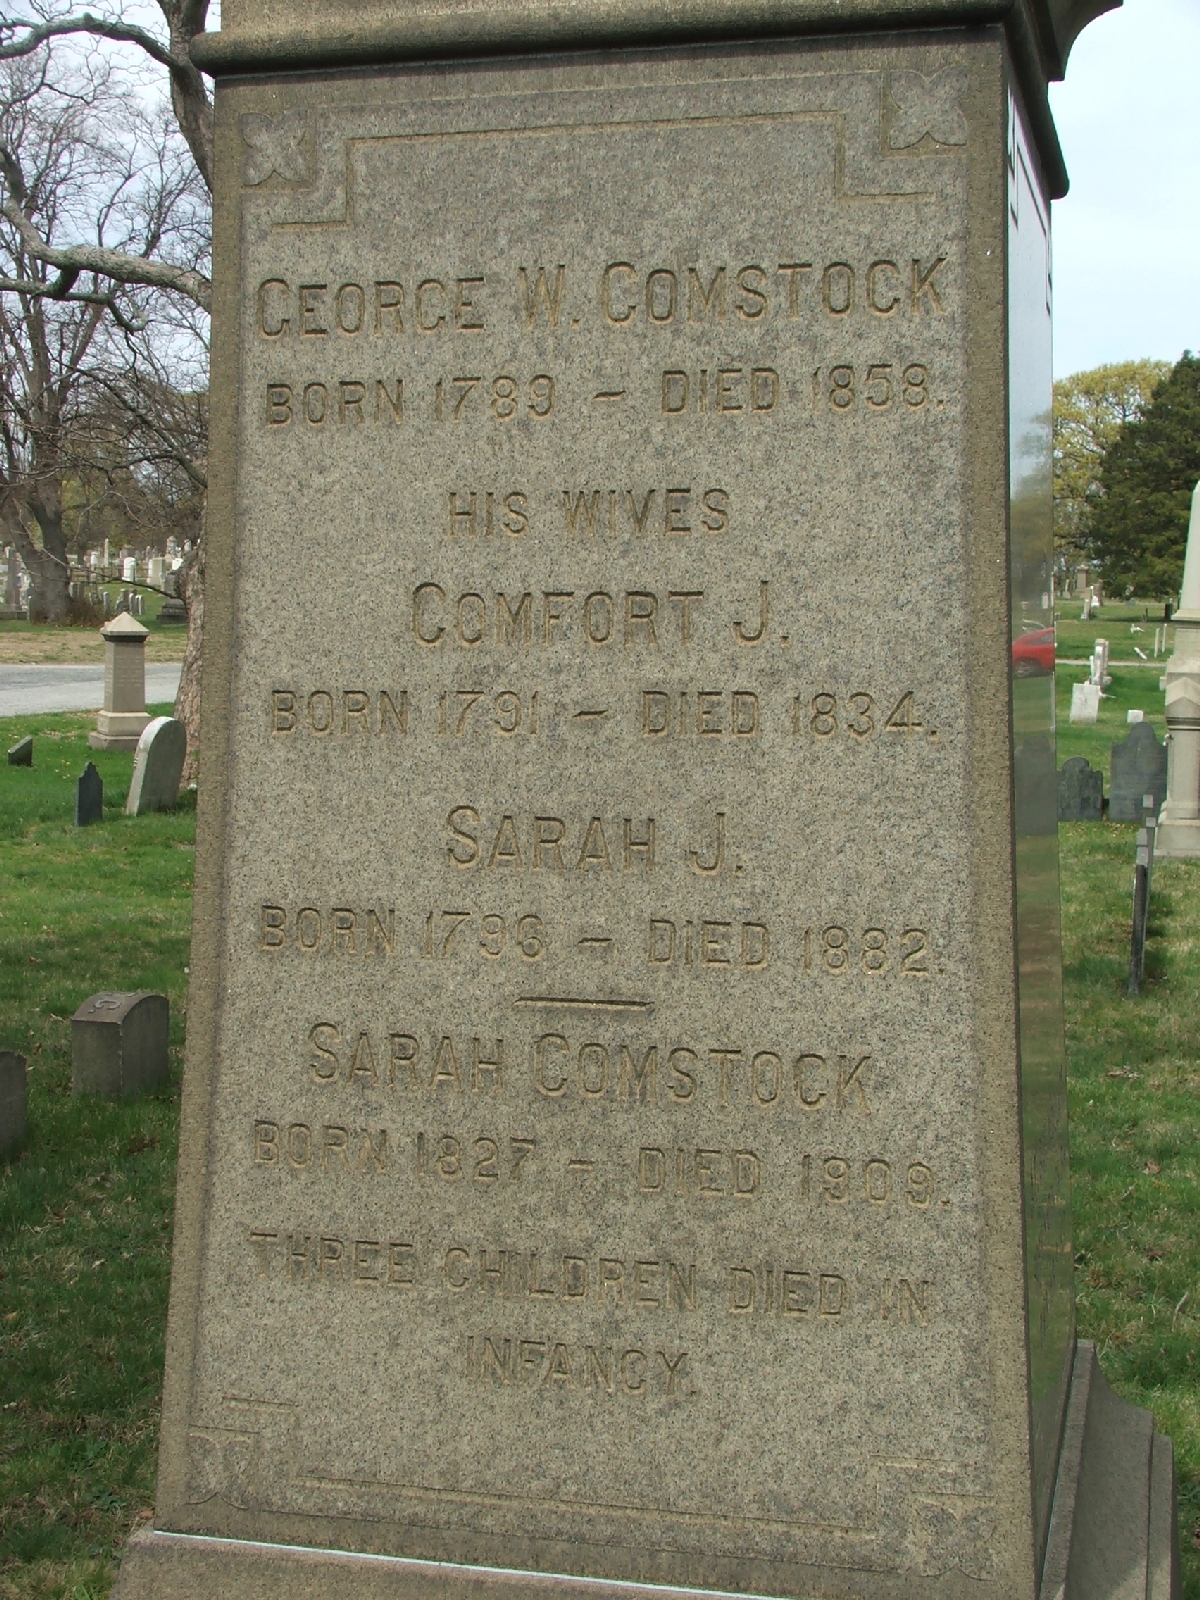 GEORGE W. COMSTOCK
BORN 1789 – DIED 1858.
HIS WIVES
COMFORT J.
BORN 1791 – DIED 1834.
SARAH J.
BORN 1796 – DIED 1882.
SARAH COMSTOCK
BORN 1827 – DIED 1909.
THREE CHILDREN DIED IN
INFANCY.